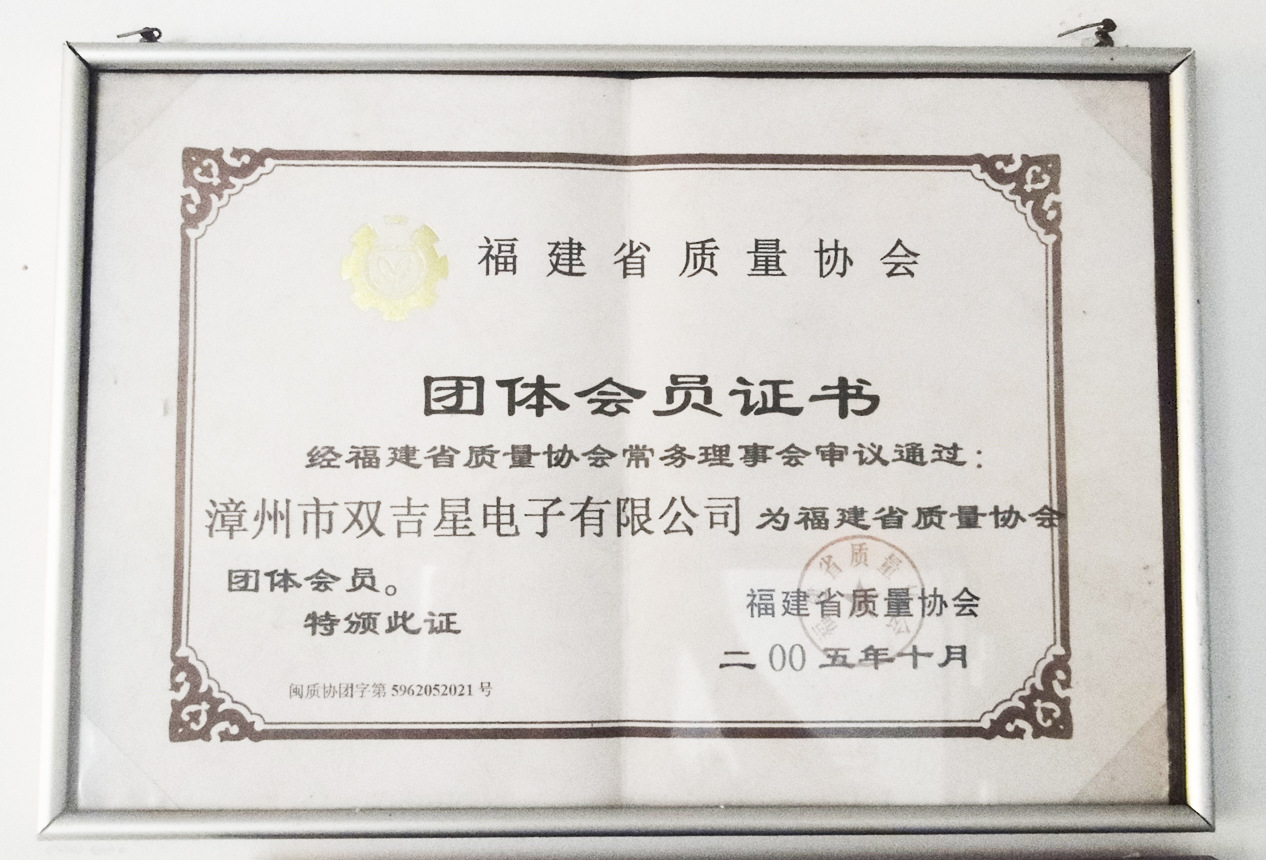 福建省质量协会
团体会员证书
经福建省质量协会常务理事会审议通过：
漳州市双吉星电子有限公司为福建省质量协会
团体会员。
特颁此证
福建省质量协会
二00五年十月
闽质协团字第5962052021号